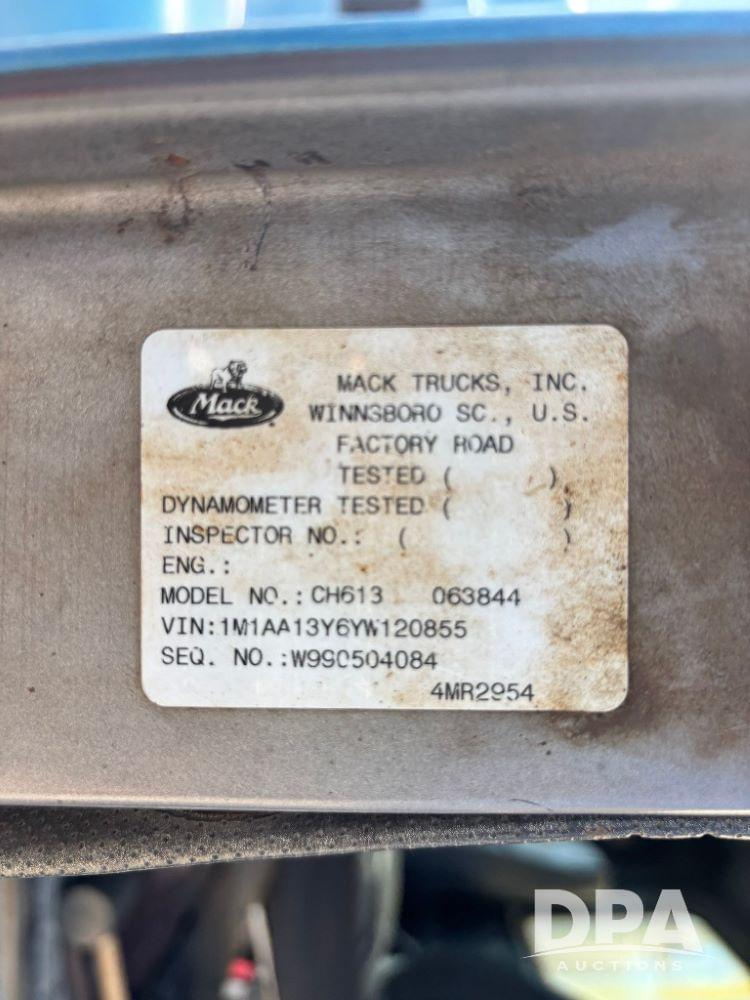 Mack
MACK TRUCKS, INC.
WINNSBORO SC., U.S.
FACTORY ROAD
TESTED ( )
DYNAMOMETER TESTED ( )
INSPECTOR NO.: ( )
ENG.:
MODEL NO.: CH613 063844
VIN:1M1AA13Y6YW120855
SEQ. NO.:W990504084
4MR2954
DPA
AUCTIONS